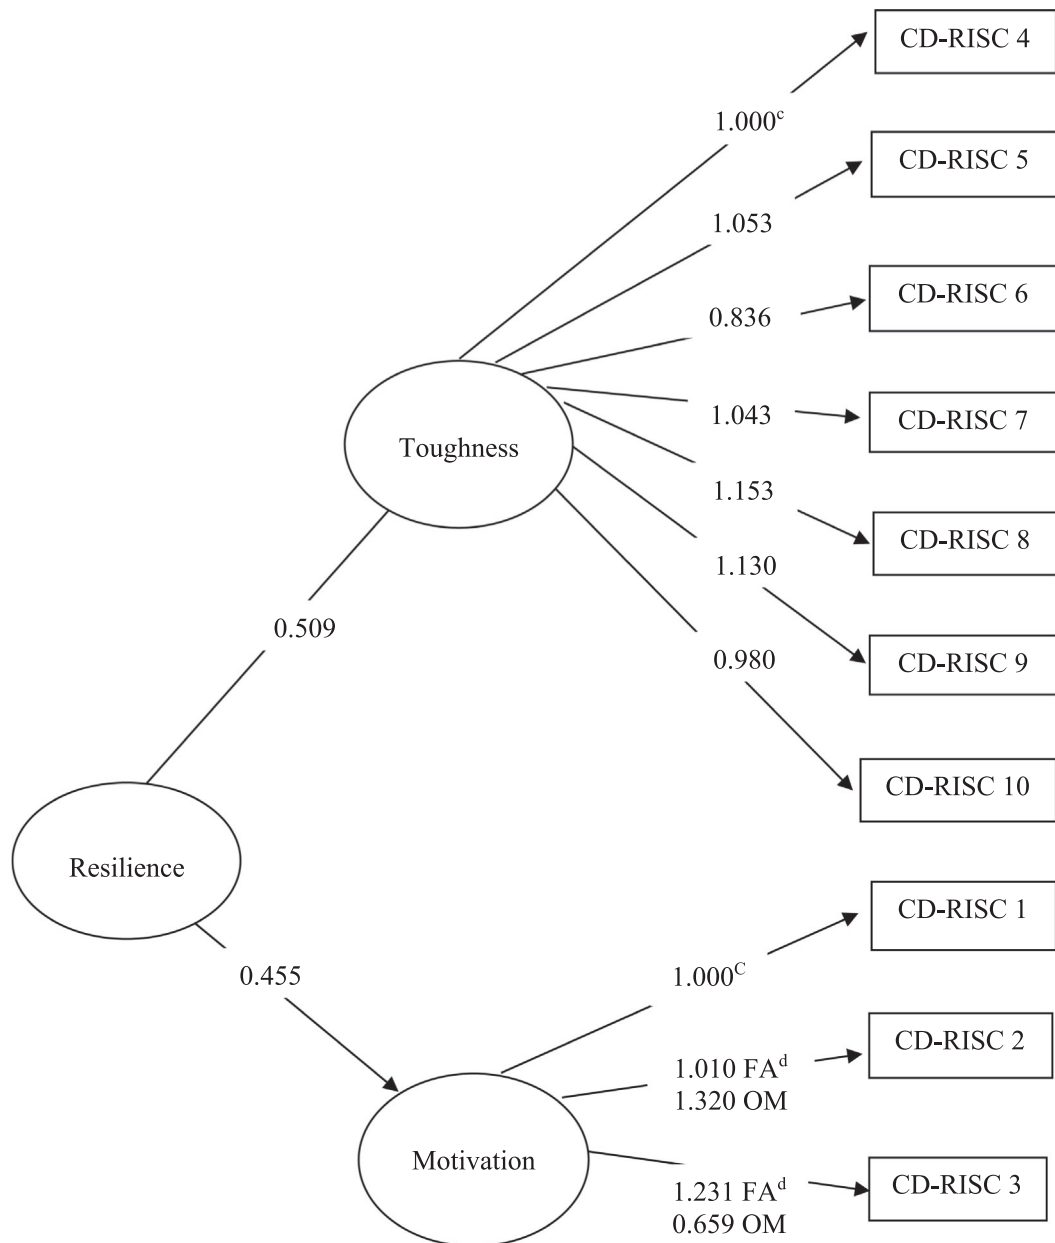 CD-RISC 4
1.000ᶜ
CD-RISC 5
1.053
CD-RISC 6
0.836
CD-RISC 7
1.043
Toughness
1.153
CD-RISC 8
1.130
0.509
0.980
CD-RISC 9
CD-RISC 10
Resilience
CD-RISC 1
0.455
1.000ᶜ
CD-RISC 2
1.010 FAᵈ
1.320 OM
Motivation
CD-RISC 3
1.231 FAᵈ
0.659 OM